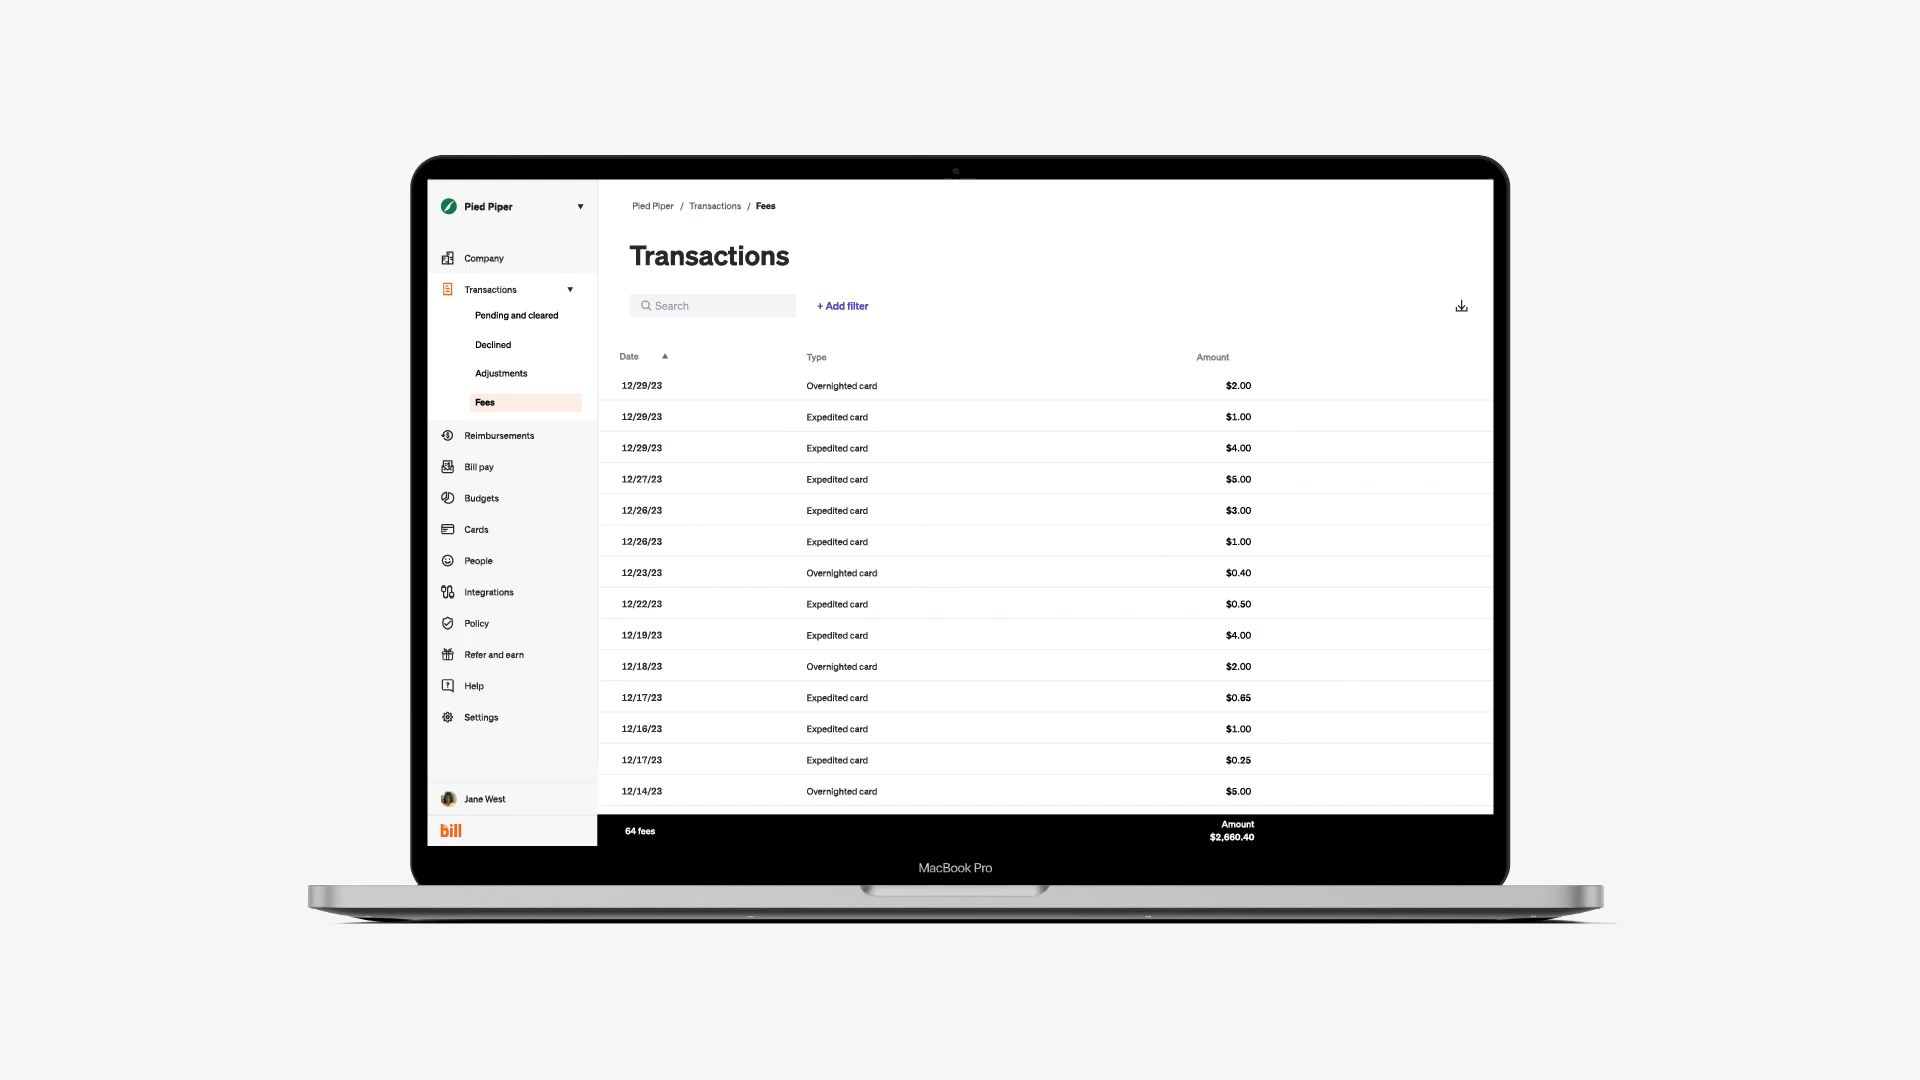 Pied Piper
Company
Transactions
Pending and cleared
Declined
Adjustments
Fees
Reimbursements
Bill pay
Budgets
Cards
People
Integrations
Policy
Refer and earn
Help
Settings
Jane West
bill
Pied Piper / Transactions / Fees
Transactions
Search + Add filter
Date Type Amount
12/29/23 Overnighted card $2.00
12/29/23 Expedited card $1.00
12/29/23 Expedited card $4.00
12/27/23 Expedited card $5.00
12/26/23 Expedited card $3.00
12/26/23 Expedited card $1.00
12/23/23 Overnighted card $0.40
12/22/23 Expedited card $0.50
12/19/23 Expedited card $4.00
12/18/23 Overnighted card $2.00
12/17/23 Expedited card $0.65
12/16/23 Expedited card $1.00
12/17/23 Expedited card $0.25
12/14/23 Overnighted card $5.00
64 fees
Amount
$2,660.40
MacBook Pro